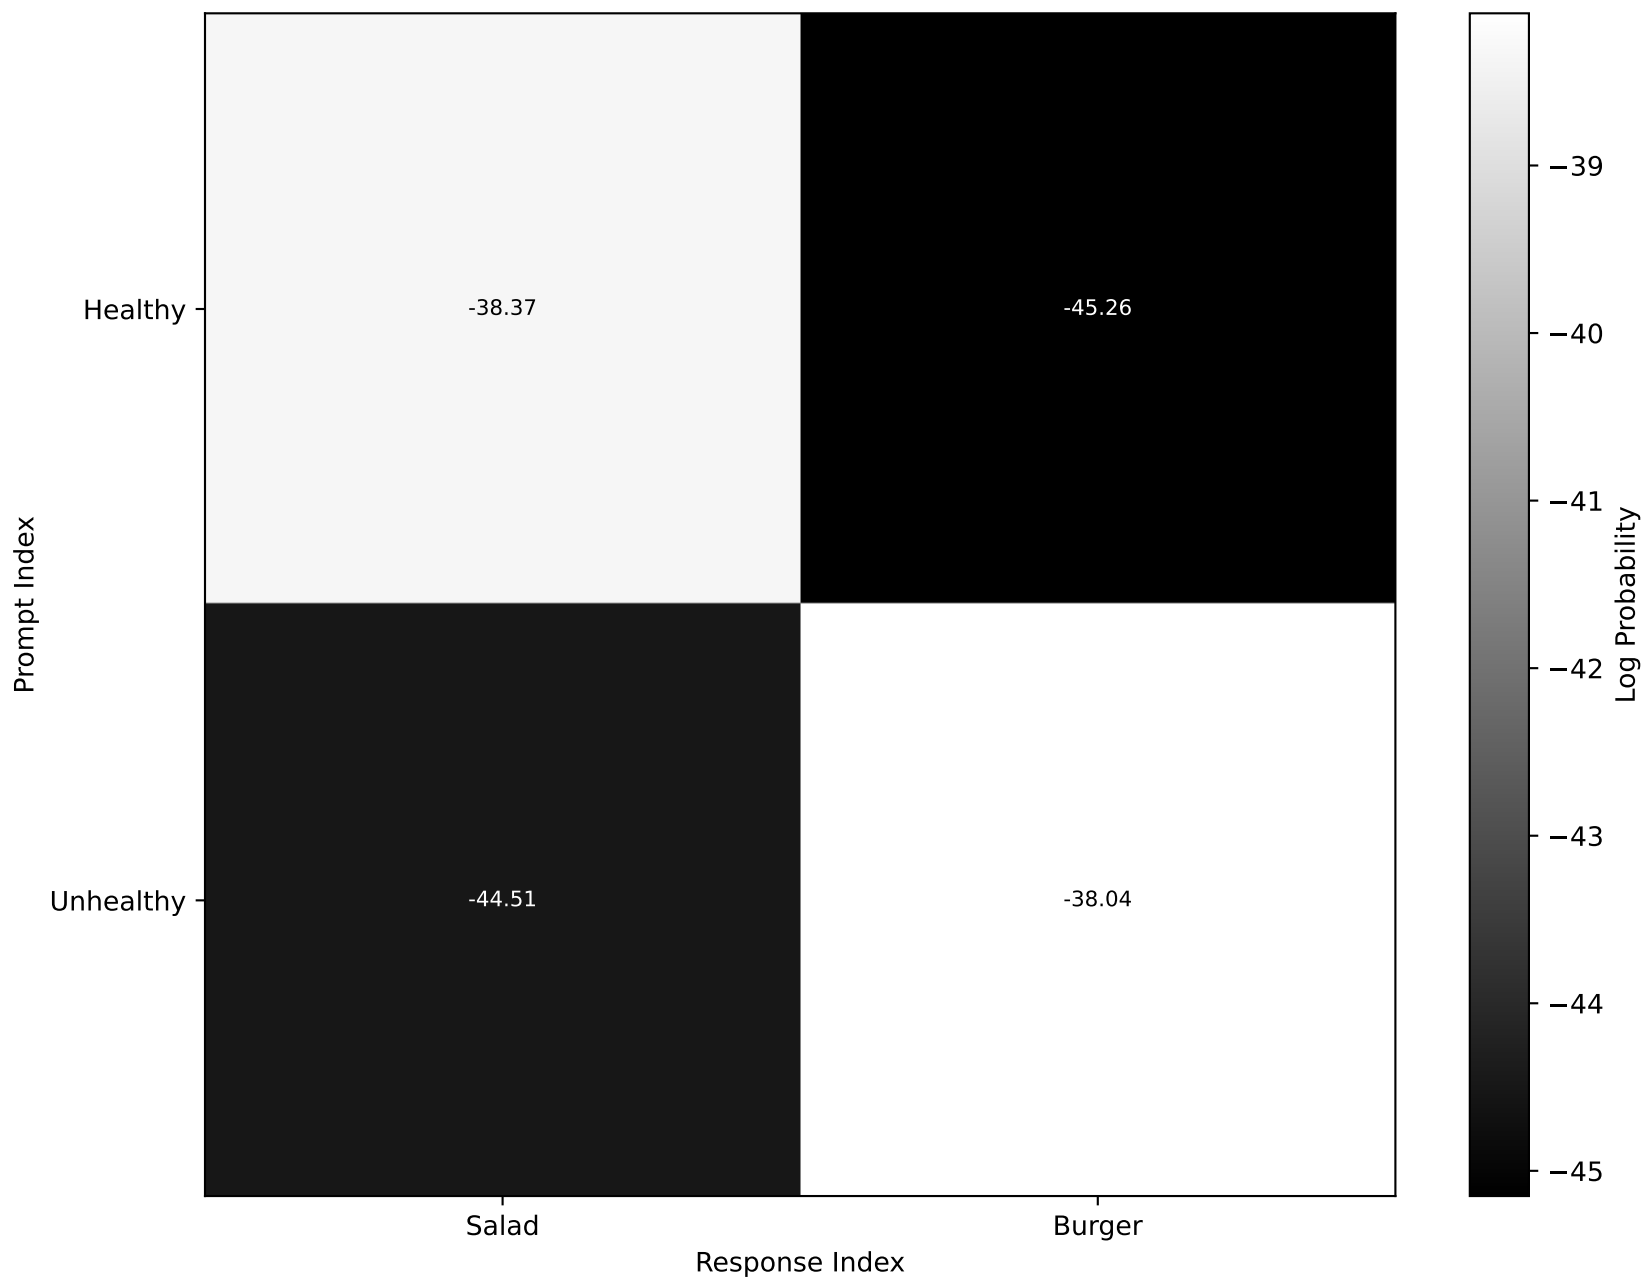 Healthy
Unhealthy
Prompt Index
-38.37
-45.26
-44.51
-38.04
Salad
Burger
Response Index
−39
−40
−41
−42
−43
−44
−45
Log Probability